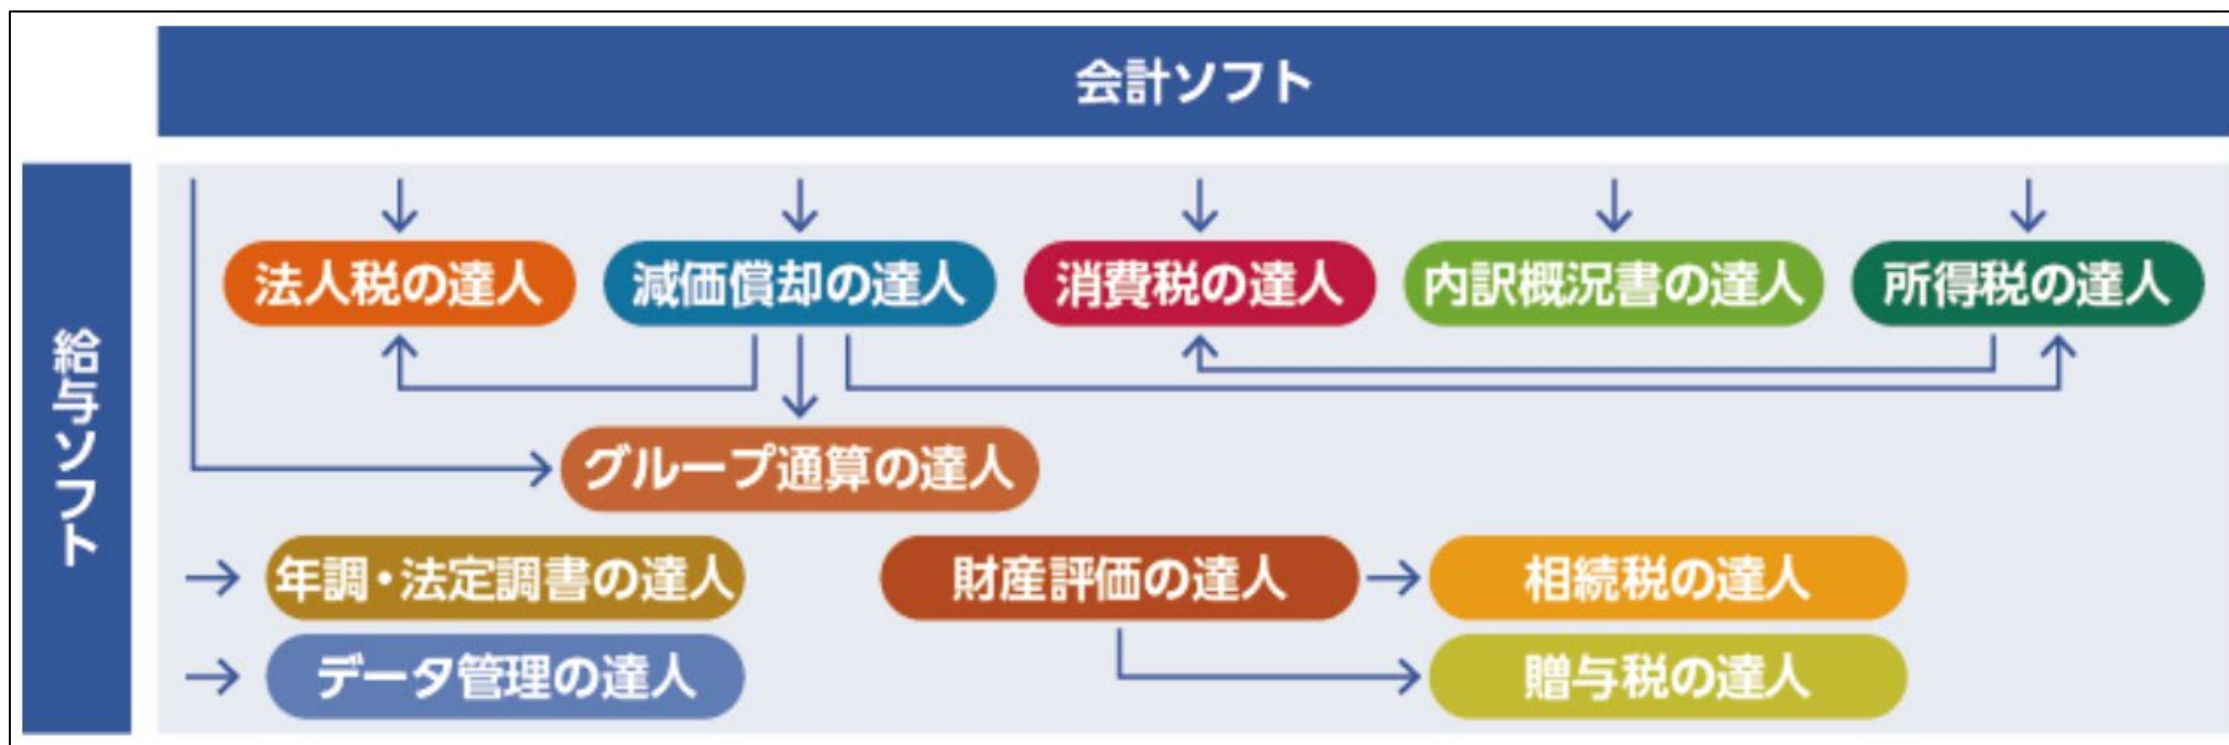 会計ソフト
給与ソフト
法人税の達人
減価償却の達人
消費税の達人
内訳概況書の達人
所得税の達人
グループ通算の達人
年調・法定調書の達人
財産評価の達人
相続税の達人
データ管理の達人
贈与税の達人